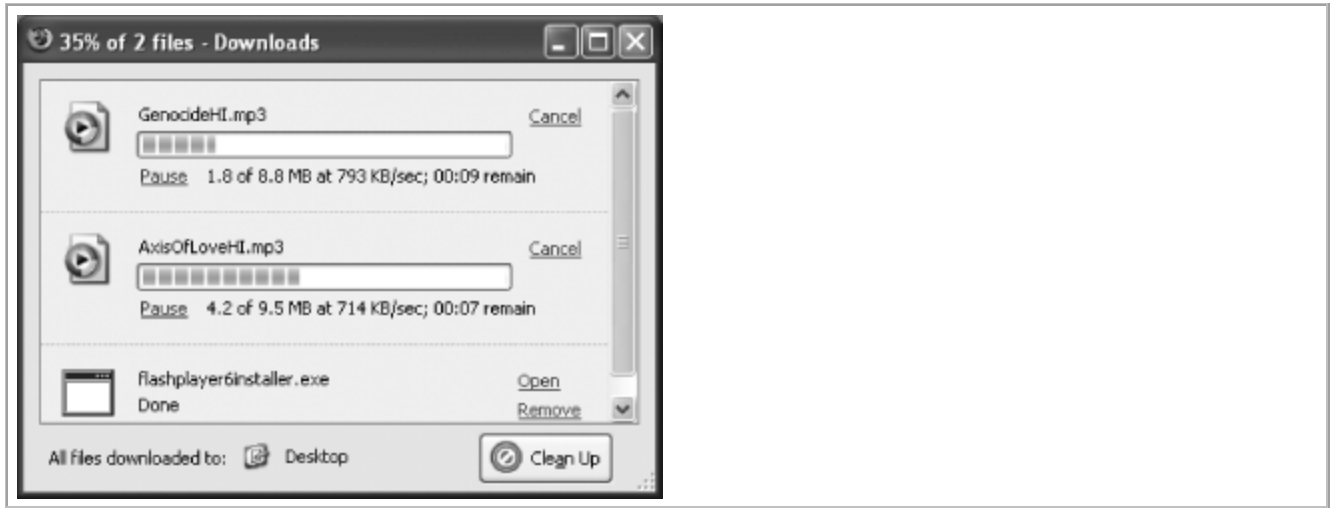 35% of 2 files - Downloads
GenocideHI.mp3 Cancel
Pause 1.8 of 8.8 MB at 793 KB/sec; 00:09 remain
AxisOfLoveHI.mp3 Cancel
Pause 4.2 of 9.5 MB at 714 KB/sec; 00:07 remain
flashplayer6installer.exe Open
Done Remove
All files downloaded to: Desktop Clean Up